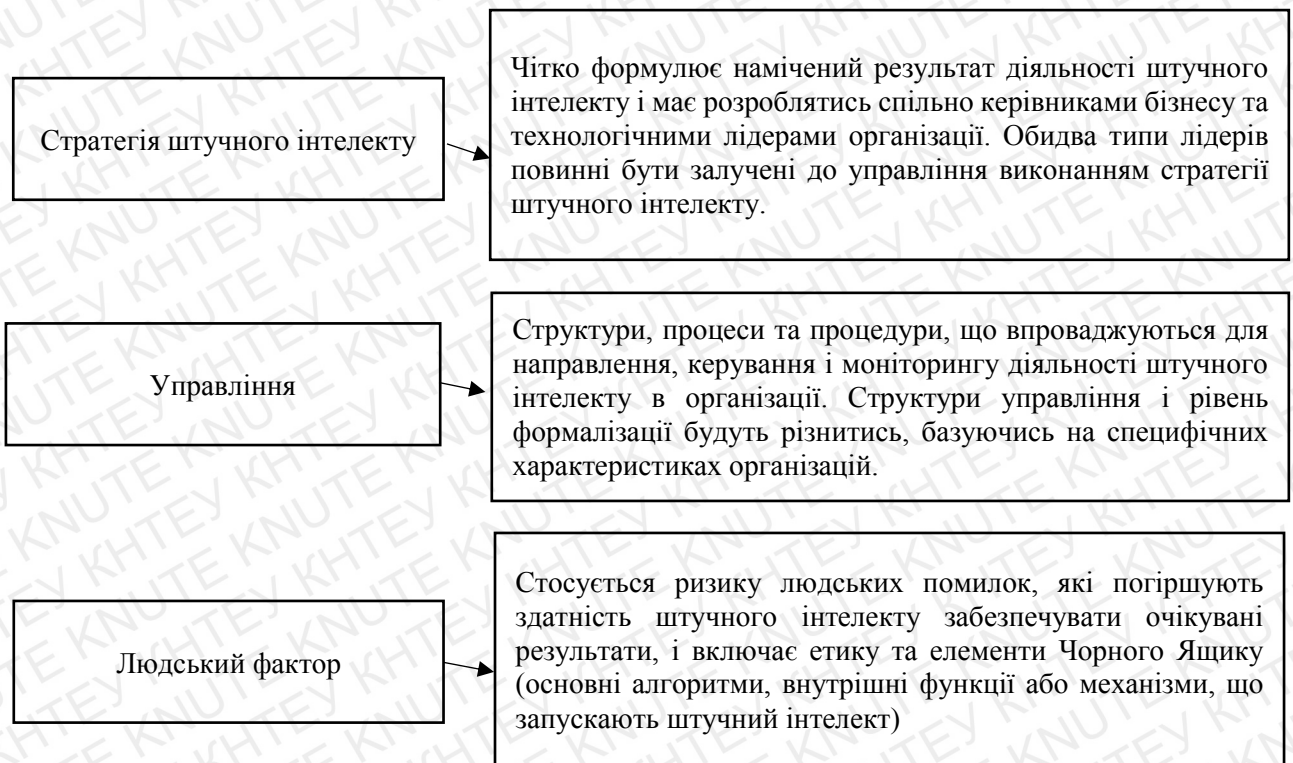 Стратегія штучного інтелекту
Чітко формулює намічений результат діяльності штучного
інтелекту і має розроблятись спільно керівниками бізнесу та
технологічними лідерами організації. Обидва типи лідерів
повинні бути залучені до управління виконанням стратегії
штучного інтелекту.
Управління
Структури, процеси та процедури, що впроваджуються для
направлення, керування і моніторингу діяльності штучного
інтелекту в організації. Структури управління і рівень
формалізації будуть різнитись, базуючись на специфічних
характеристиках організацій.
Людський фактор
Стосується ризику людських помилок, які погіршують
здатність штучного інтелекту забезпечувати очікувані
результати, і включає етику та елементи Чорного Ящику
(основні алгоритми, внутрішні функції або механізми, що
запускають штучний інтелект)